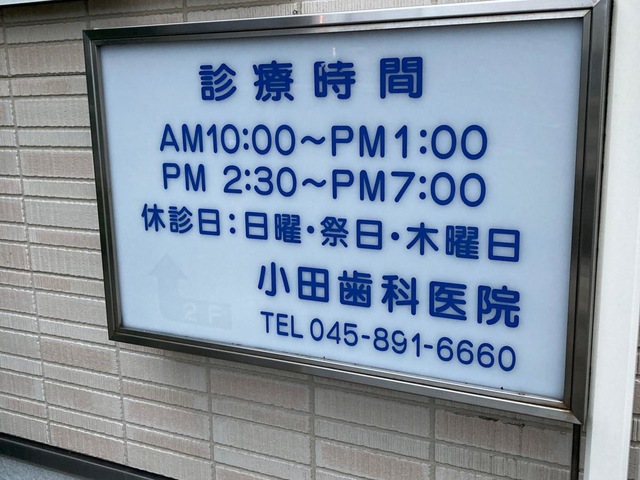 診療時間
AM10:00～PM1:00
PM 2:30～PM7:00
休診日：日曜・祭日・木曜日
小田歯科医院
2F
TEL 045-891-6660